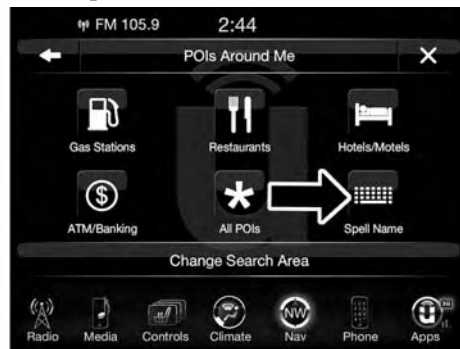 FM 105.9 2:44
POIs Around Me
Gas Stations Restaurants Hotels/Motels
ATM/Banking All POIs Spell Name
Change Search Area
NW
Radio Media Controls Climate Nav Phone Apps